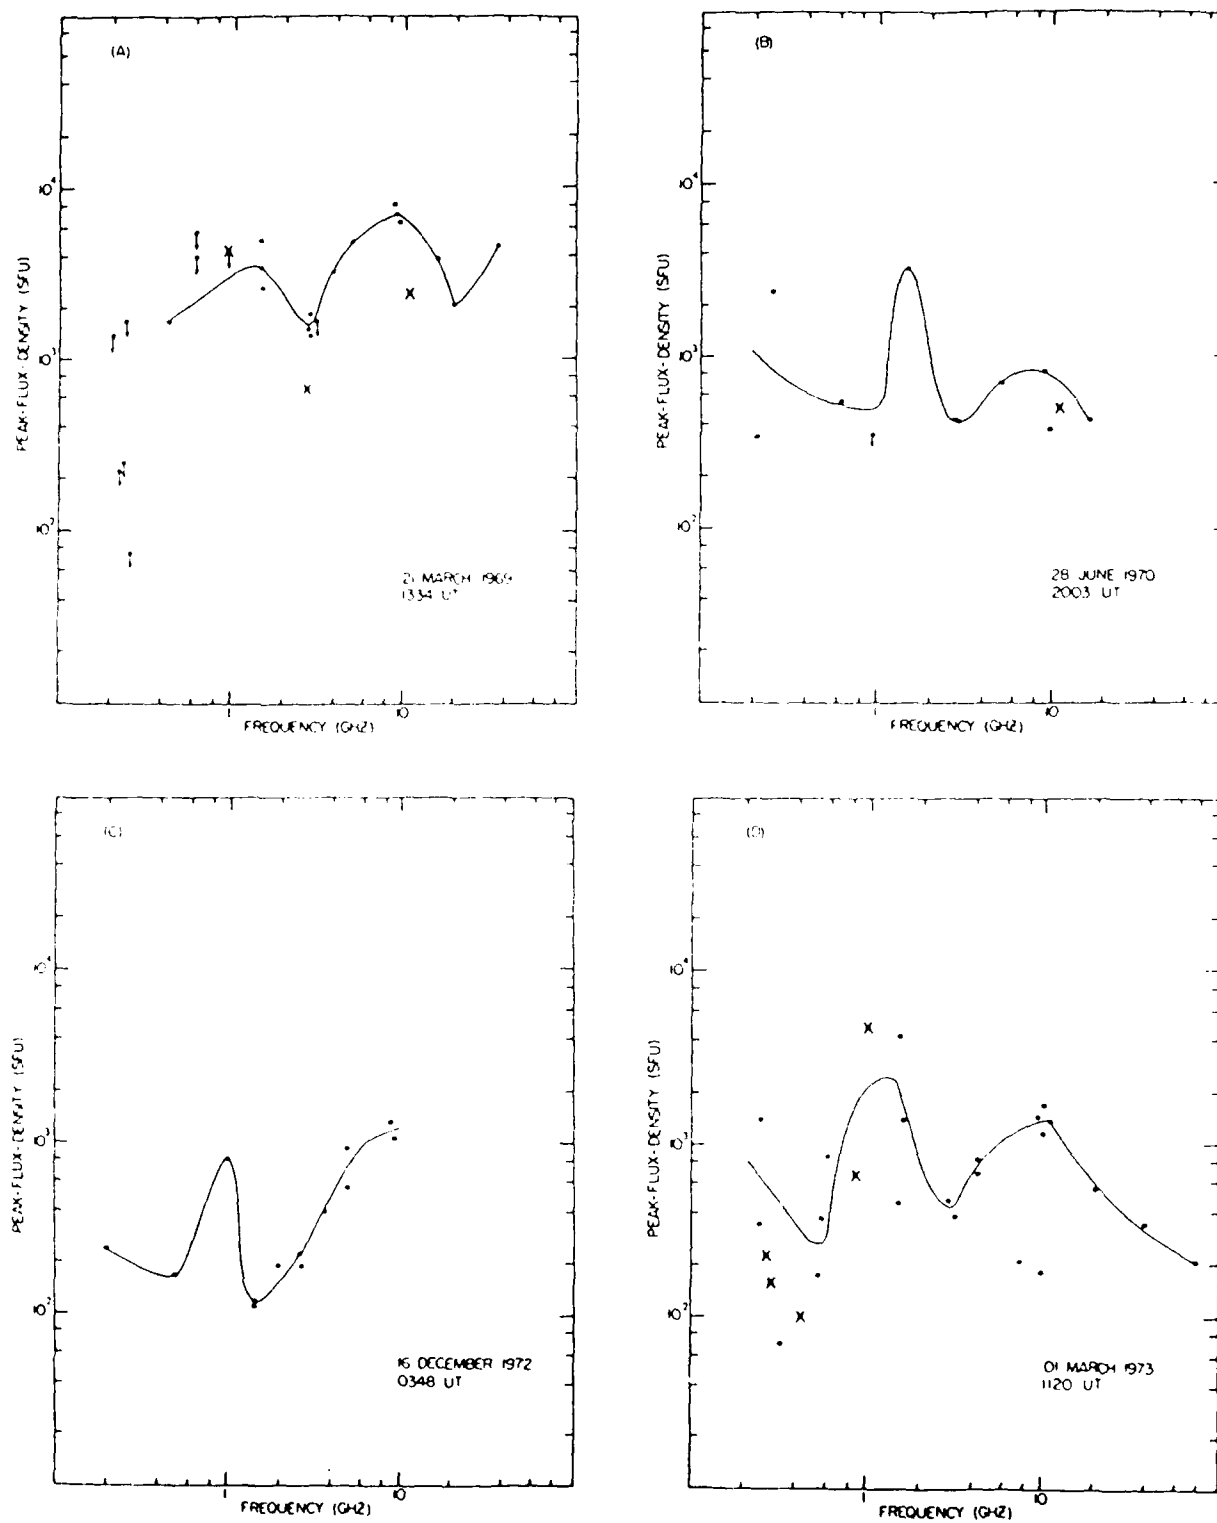 (A)
10⁴
10³
10²
PEAK-FLUX-DENSITY (SFU)
21 MARCH 1969
1334 UT
1
10
FREQUENCY (GHZ)
(B)
10⁴
10³
10²
PEAK-FLUX-DENSITY (SFU)
28 JUNE 1970
2003 UT
1
10
FREQUENCY (GHZ)
(C)
10⁴
10³
10²
PEAK-FLUX-DENSITY (SFU)
16 DECEMBER 1972
0348 UT
1
10
FREQUENCY (GHZ)
(D)
10⁴
10³
10²
PEAK-FLUX-DENSITY (SFU)
01 MARCH 1973
1120 UT
1
10
FREQUENCY (GHZ)